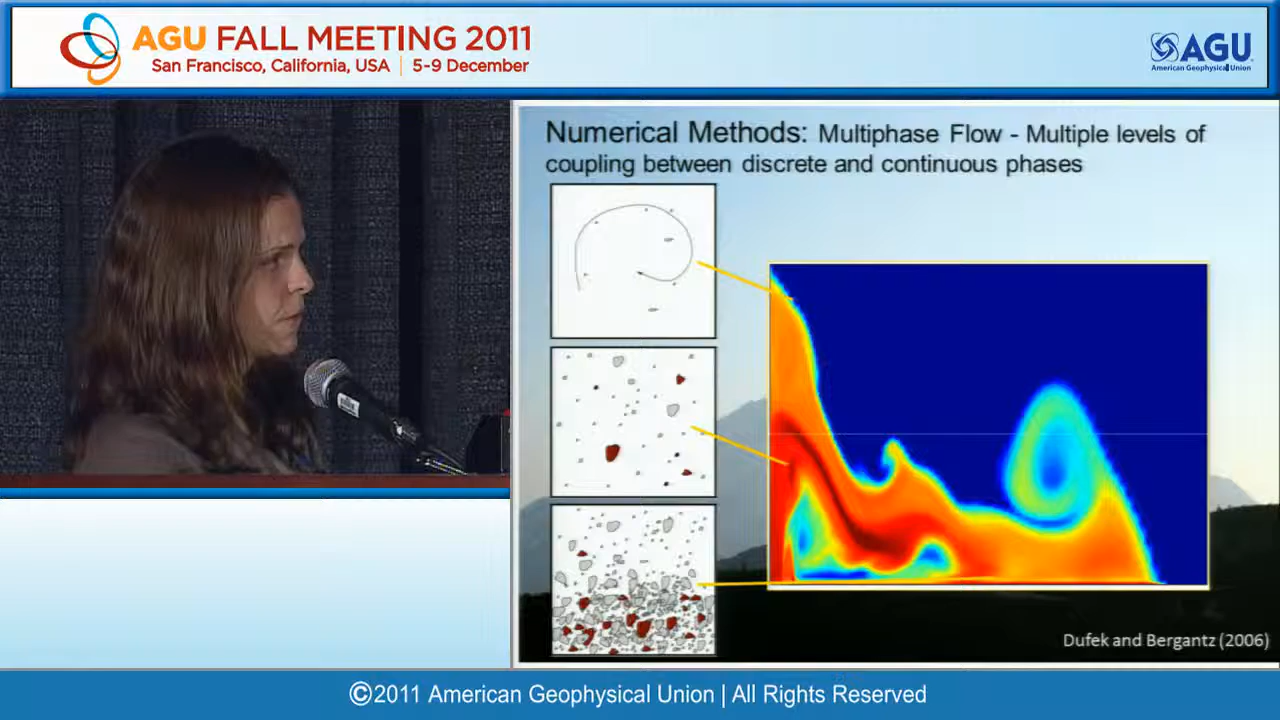 AGU FALL MEETING 2011
San Francisco, California, USA | 5-9 December
AGU
American Geophysical Union
Numerical Methods: Multiphase Flow - Multiple levels of
coupling between discrete and continuous phases
Dufek and Bergantz (2006)
©2011 American Geophysical Union | All Rights Reserved